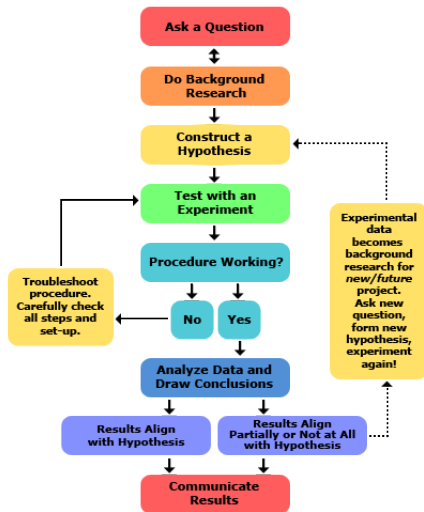 Ask a Question
Do Background
Research
Construct a
Hypothesis
Test with an
Experiment
Procedure Working?
No
Yes
Troubleshoot
procedure.
Carefully check
all steps and
set-up.
Experimental
data
becomes
background
research for
new/future
project.
Ask new
question,
form new
hypothesis,
experiment
again!
Analyze Data and
Draw Conclusions
Results Align
with Hypothesis
Results Align
Partially or Not at All
with Hypothesis
Communicate
Results